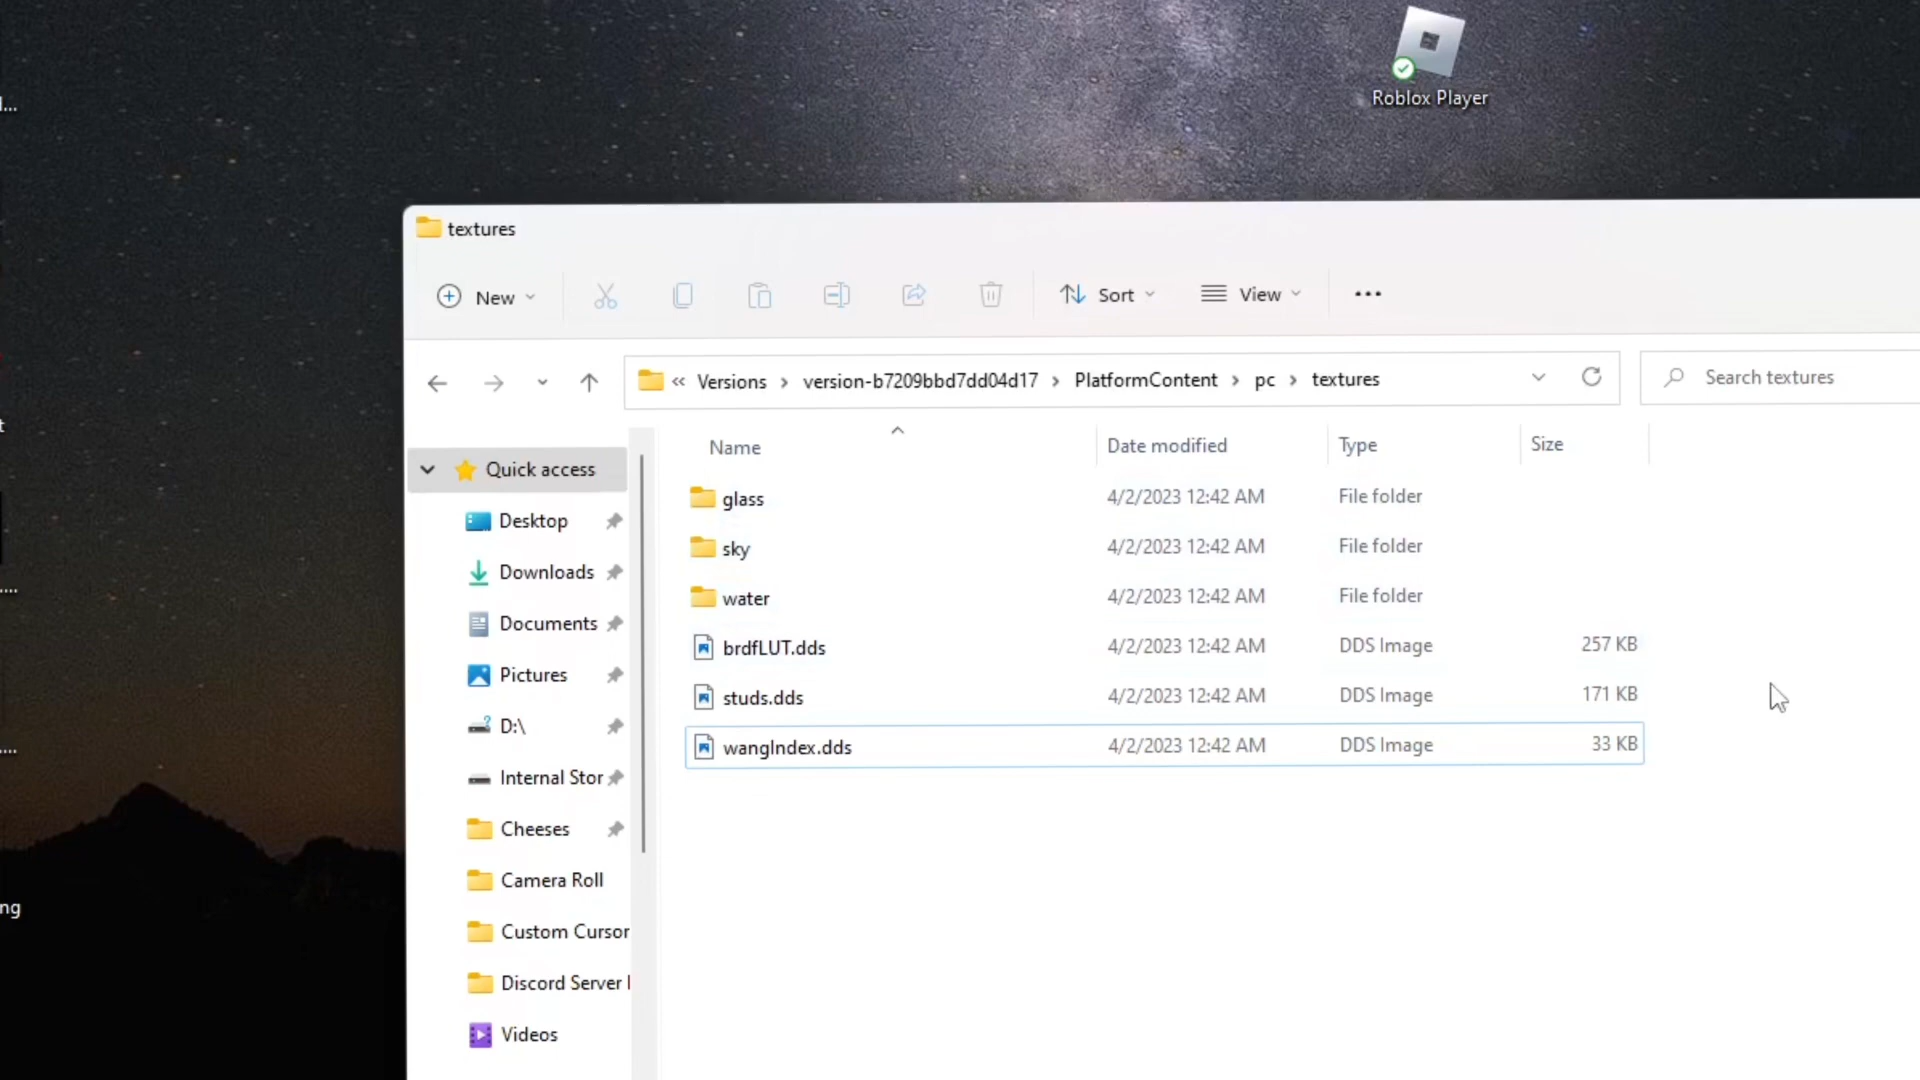 ...
Roblox Player
textures
New
Sort
View
...
« Versions > version-b7209bbd7dd04d17 > PlatformContent > pc > textures
Search textures
t
....
....
ng
Quick access
Desktop
Downloads
Documents
Pictures
D:\
Internal Stor
Cheeses
Camera Roll
Custom Cursor
Discord Server
Videos
Name Date modified Type Size
glass 4/2/2023 12:42 AM File folder
sky 4/2/2023 12:42 AM File folder
water 4/2/2023 12:42 AM File folder
brdfLUT.dds 4/2/2023 12:42 AM DDS Image 257 KB
studs.dds 4/2/2023 12:42 AM DDS Image 171 KB
wangIndex.dds 4/2/2023 12:42 AM DDS Image 33 KB